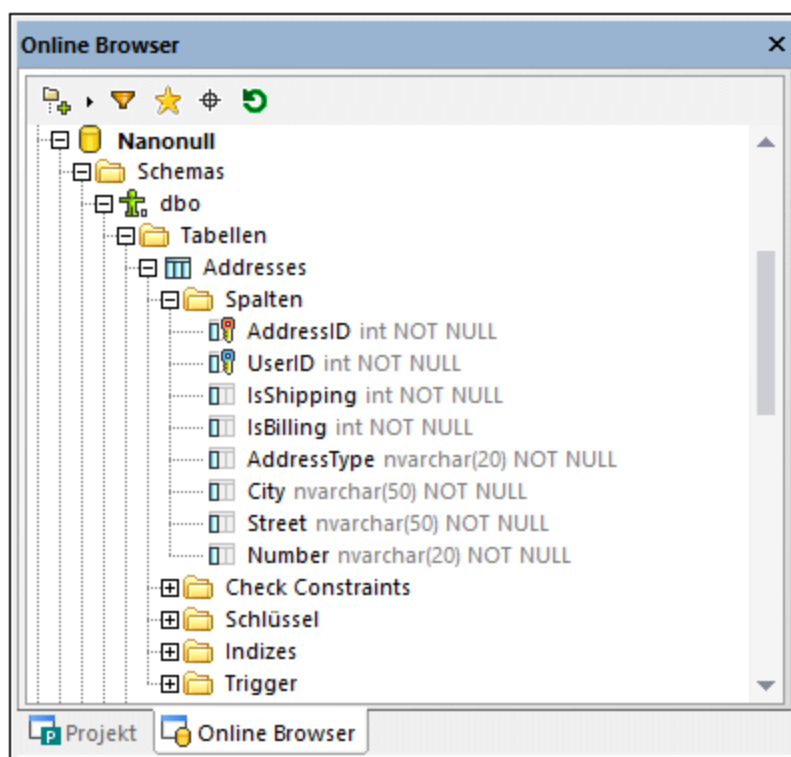 Online Browser
Nanonull
Schemas
dbo
Tabellen
Addresses
Spalten
AddressID int NOT NULL
UserID int NOT NULL
IsShipping int NOT NULL
IsBilling int NOT NULL
AddressType nvarchar(20) NOT NULL
City nvarchar(50) NOT NULL
Street nvarchar(50) NOT NULL
Number nvarchar(20) NOT NULL
Check Constraints
Schlüssel
Indizes
Trigger
Projekt Online Browser